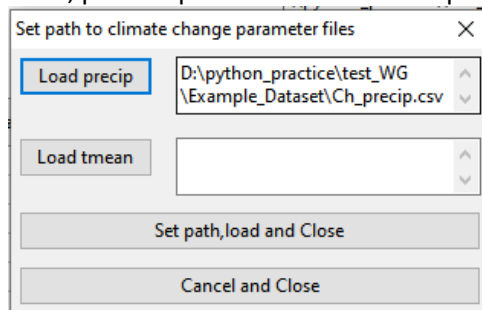 Set path to climate change parameter files
Load precip
D:\python_practice\test_WG
\Example_Dataset\Ch_precip.csv
Load tmean
Set path,load and Close
Cancel and Close